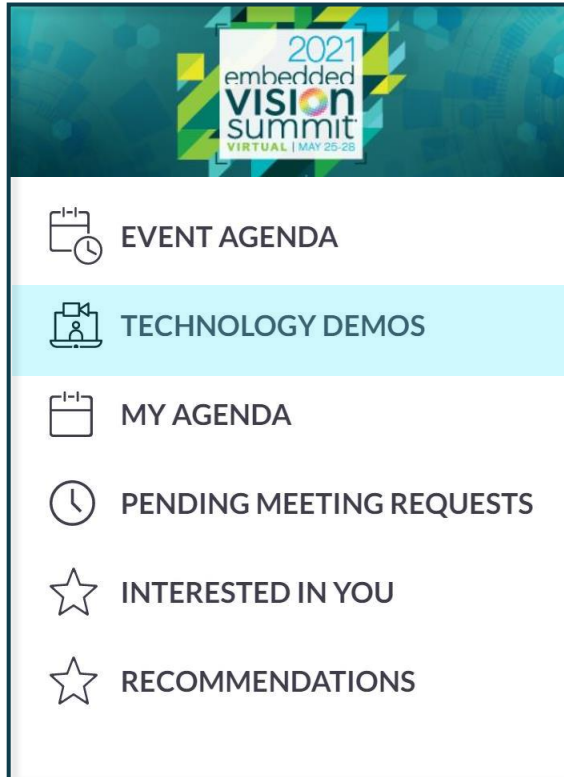 2021
embedded
VISION
summit
VIRTUAL | MAY 25-28
EVENT AGENDA
TECHNOLOGY DEMOS
MY AGENDA
PENDING MEETING REQUESTS
INTERESTED IN YOU
RECOMMENDATIONS